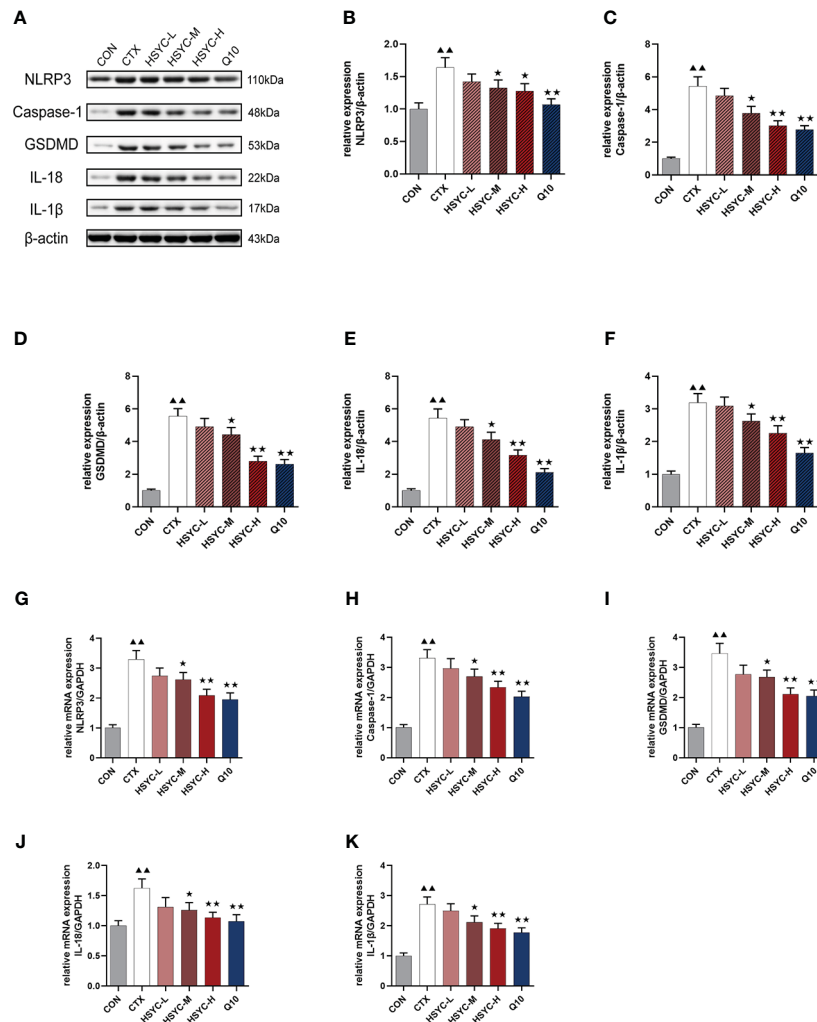 A
CON CTX HSYC-L HSYC-M HSYC-H Q10
NLRP3 110kDa
Caspase-1 48kDa
GSDMD 53kDa
IL-18 22kDa
IL-1β 17kDa
β-actin 43kDa
B
relative expression
NLRP3/β-actin
2.0
1.5
1.0
0.5
0.0
▲▲ ★ ★ ★★
CON CTX HSYC-L HSYC-M HSYC-H Q10
C
relative expression
Caspase-1/β-actin
8
6
4
2
0
▲▲ ★ ★★ ★★
CON CTX HSYC-L HSYC-M HSYC-H Q10
D
relative expression
GSDMD/β-actin
8
6
4
2
0
▲▲ ★ ★★ ★★
CON CTX HSYC-L HSYC-M HSYC-H Q10
E
relative expression
IL-18/β-actin
8
6
4
2
0
▲▲ ★ ★★ ★★
CON CTX HSYC-L HSYC-M HSYC-H Q10
F
relative expression
IL-1β/β-actin
4
3
2
1
0
▲▲ ★ ★★ ★★
CON CTX HSYC-L HSYC-M HSYC-H Q10
G
relative mRNA expression
NLRP3/GAPDH
4
3
2
1
0
▲▲ ★ ★★ ★★
CON CTX HSYC-L HSYC-M HSYC-H Q10
H
relative mRNA expression
Caspase-1/GAPDH
4
3
2
1
0
▲▲ ★ ★★ ★★
CON CTX HSYC-L HSYC-M HSYC-H Q10
I
relative mRNA expression
GSDMD/GAPDH
4
3
2
1
0
▲▲ ★ ★★ ★★
CON CTX HSYC-L HSYC-M HSYC-H Q10
J
relative mRNA expression
IL-18/GAPDH
2.0
1.5
1.0
0.5
0.0
▲▲ ★ ★★ ★★
CON CTX HSYC-L HSYC-M HSYC-H Q10
K
relative mRNA expression
IL-1β/GAPDH
4
3
2
1
0
▲▲ ★ ★★ ★★
CON CTX HSYC-L HSYC-M HSYC-H Q10